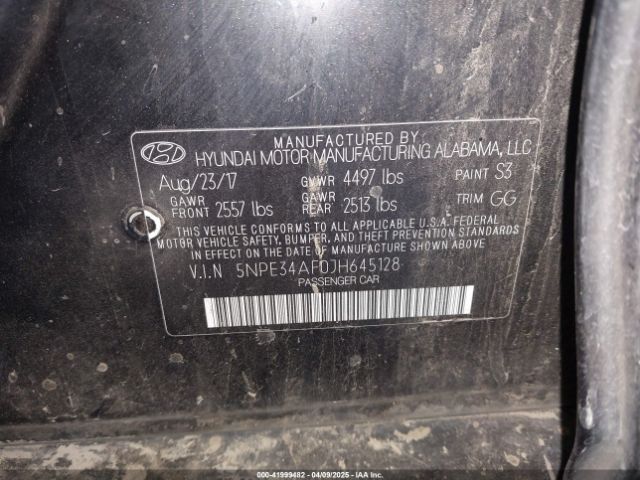 MANUFACTURED BY
HYUNDAI MOTOR MANUFACTURING ALABAMA, LLC
Aug/23/17 GVWR 4497 lbs PAINT S3
GAWR FRONT 2557 lbs GAWR REAR 2513 lbs TRIM GG
THIS VEHICLE CONFORMS TO ALL APPLICABLE U.S.A. FEDERAL
MOTOR VEHICLE SAFETY, BUMPER, AND THEFT PREVENTION STANDARDS
IN EFFECT ON THE DATE OF MANUFACTURE SHOWN ABOVE.
V.I.N 5NPE34AF0JH645128
PASSENGER CAR
000-41999482 - 04/09/2025 - IAAI.COM